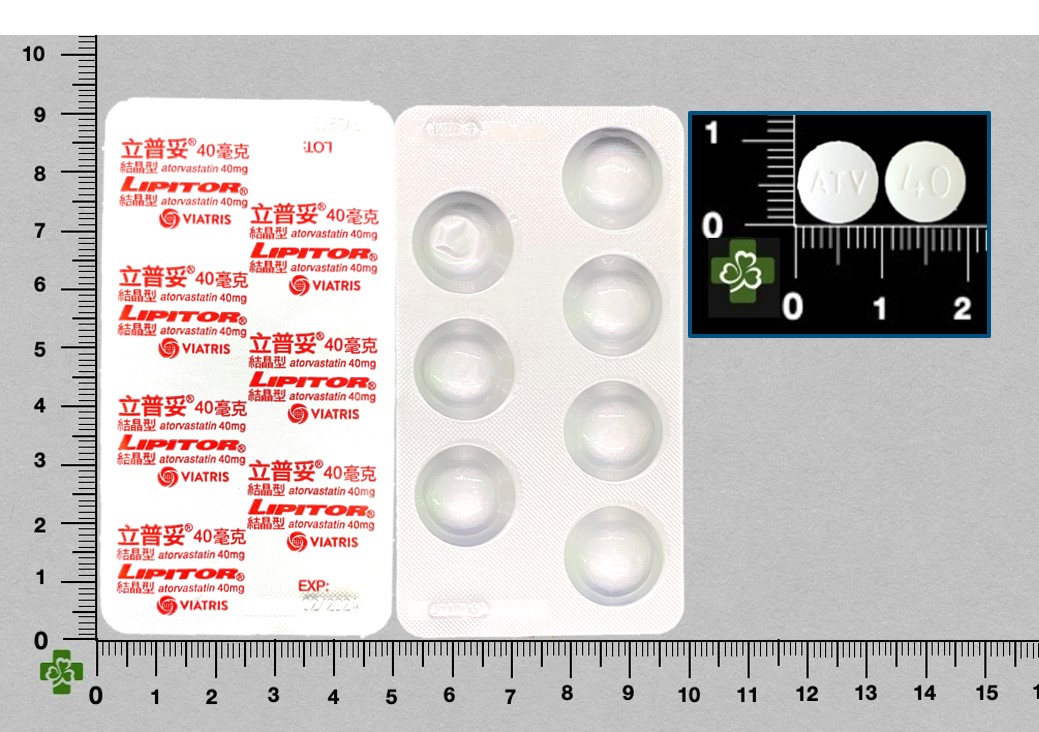 10
9
8
7
6
5
4
3
2
1
0
0 1 2 3 4 5 6 7 8 9 10 11 12 13 14 15 1
LOT:
立普妥® 40毫克
結晶型 atorvastatin 40mg
LIPITOR®
結晶型 atorvastatin 40mg
VIATRIS
立普妥® 40毫克
結晶型 atorvastatin 40mg
LIPITOR®
結晶型 atorvastatin 40mg
VIATRIS
立普妥® 40毫克
結晶型 atorvastatin 40mg
LIPITOR®
結晶型 atorvastatin 40mg
VIATRIS
立普妥® 40毫克
結晶型 atorvastatin 40mg
LIPITOR®
結晶型 atorvastatin 40mg
VIATRIS
立普妥® 40毫克
結晶型 atorvastatin 40mg
LIPITOR®
結晶型 atorvastatin 40mg
VIATRIS
立普妥® 40毫克
結晶型 atorvastatin 40mg
LIPITOR®
結晶型 atorvastatin 40mg
VIATRIS
立普妥® 40毫克
結晶型 atorvastatin 40mg
LIPITOR®
結晶型 atorvastatin 40mg
VIATRIS
EXP:
1
ATV 40
0
0 1 2